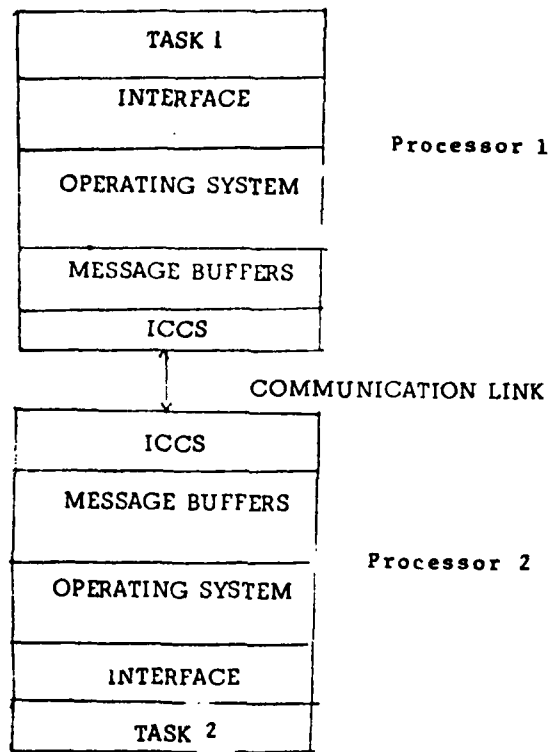 TASK 1
INTERFACE
Processor 1
OPERATING SYSTEM
MESSAGE BUFFERS
ICCS
COMMUNICATION LINK
ICCS
MESSAGE BUFFERS
Processor 2
OPERATING SYSTEM
INTERFACE
TASK 2